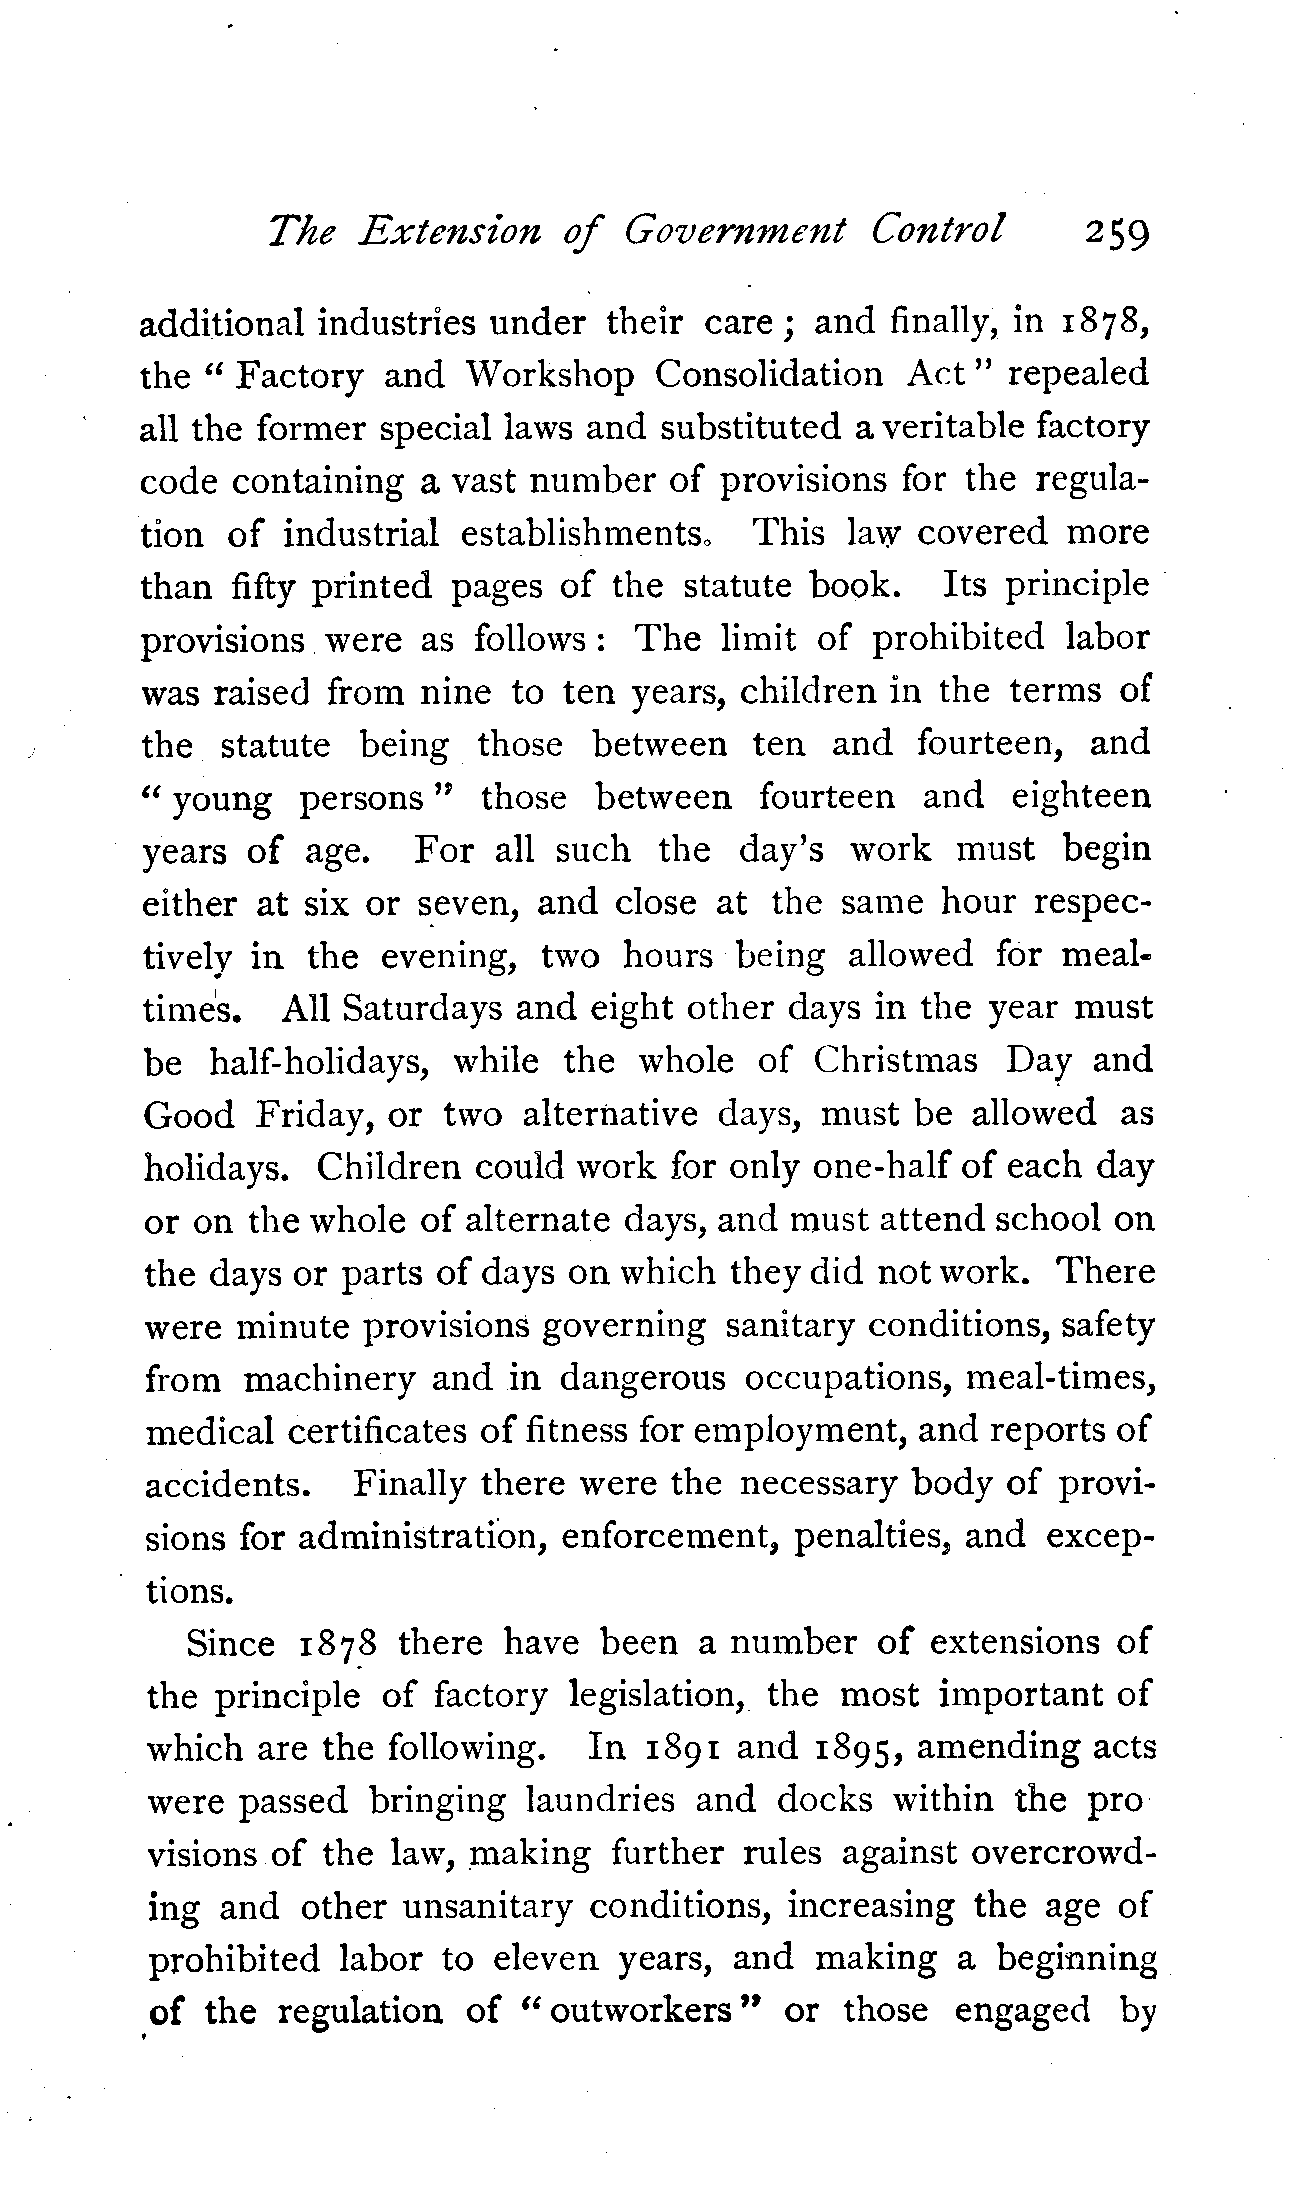 The Extension of Government Control 259
additional industries under their care ; and finally, in 1878,
the " Factory and Workshop Consolidation Act " repealed
all the former special laws and substituted a veritable factory
code containing a vast number of provisions for the regula-
tion of industrial establishments. This law covered more
than fifty printed pages of the statute book. Its principle
provisions were as follows : The limit of prohibited labor
was raised from nine to ten years, children in the terms of
the statute being those between ten and fourteen, and
" young persons " those between fourteen and eighteen
years of age. For all such the day's work must begin
either at six or seven, and close at the same hour respec-
tively in the evening, two hours being allowed for meal-
times. All Saturdays and eight other days in the year must
be half-holidays, while the whole of Christmas Day and
Good Friday, or two alternative days, must be allowed as
holidays. Children could work for only one-half of each day
or on the whole of alternate days, and must attend school on
the days or parts of days on which they did not work. There
were minute provisions governing sanitary conditions, safety
from machinery and in dangerous occupations, meal-times,
medical certificates of fitness for employment, and reports of
accidents. Finally there were the necessary body of provi-
sions for administration, enforcement, penalties, and excep-
tions.
Since 1878 there have been a number of extensions of
the principle of factory legislation, the most important of
which are the following. In 1891 and 1895, amending acts
were passed bringing laundries and docks within the pro
visions of the law, making further rules against overcrowd-
ing and other unsanitary conditions, increasing the age of
prohibited labor to eleven years, and making a beginning
of the regulation of " outworkers " or those engaged by